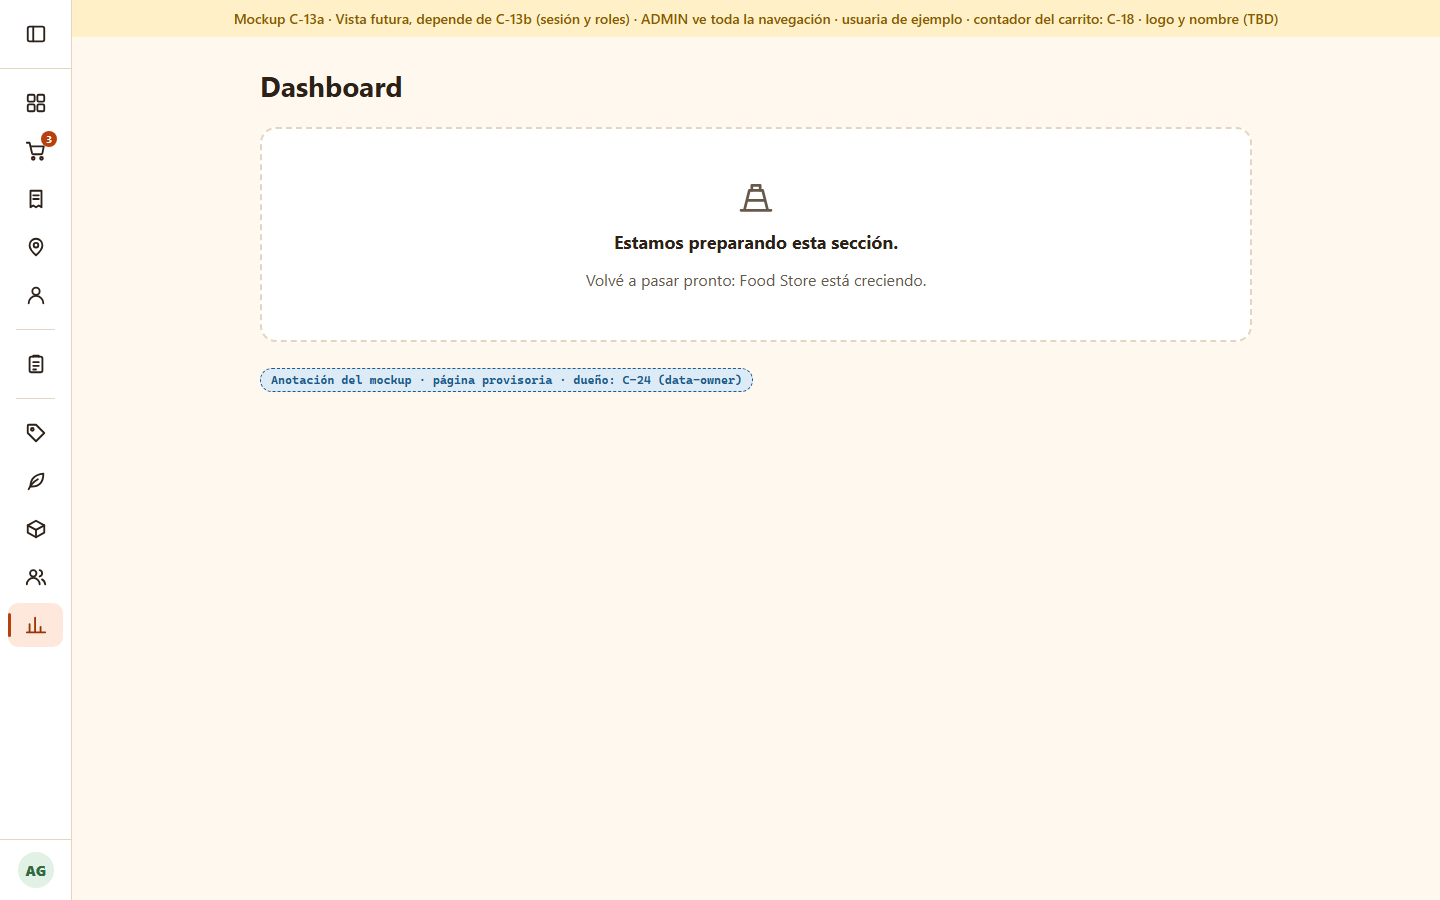 Mockup C-13a · Vista futura, depende de C-13b (sesión y roles) · ADMIN ve toda la navegación · usuaria de ejemplo · contador del carrito: C-18 · logo y nombre (TBD)
Dashboard
3
Estamos preparando esta sección.
Volvé a pasar pronto: Food Store está creciendo.
Anotación del mockup · página provisoria · dueño: C-24 (data-owner)
AG